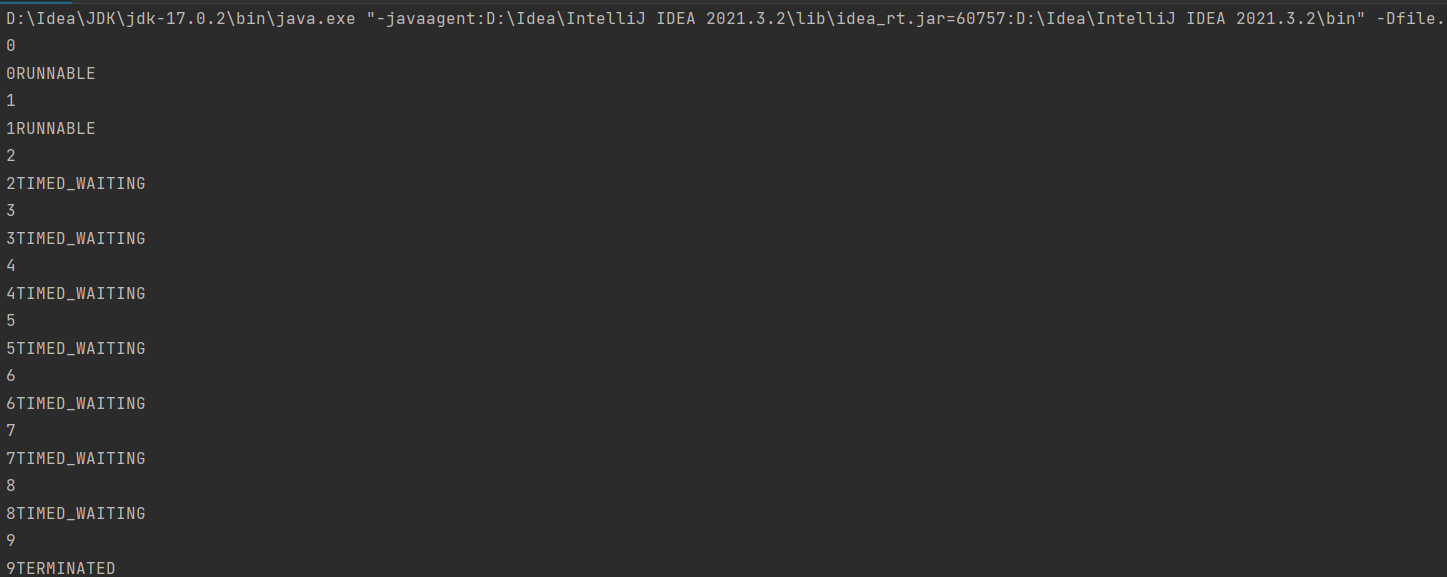 D:\Idea\JDK\jdk-17.0.2\bin\java.exe "-javaagent:D:\Idea\IntelliJ IDEA 2021.3.2\lib\idea_rt.jar=60757:D:\Idea\IntelliJ IDEA 2021.3.2\bin" -Dfile.
0
0RUNNABLE
1
1RUNNABLE
2
2TIMED_WAITING
3
3TIMED_WAITING
4
4TIMED_WAITING
5
5TIMED_WAITING
6
6TIMED_WAITING
7
7TIMED_WAITING
8
8TIMED_WAITING
9
9TERMINATED